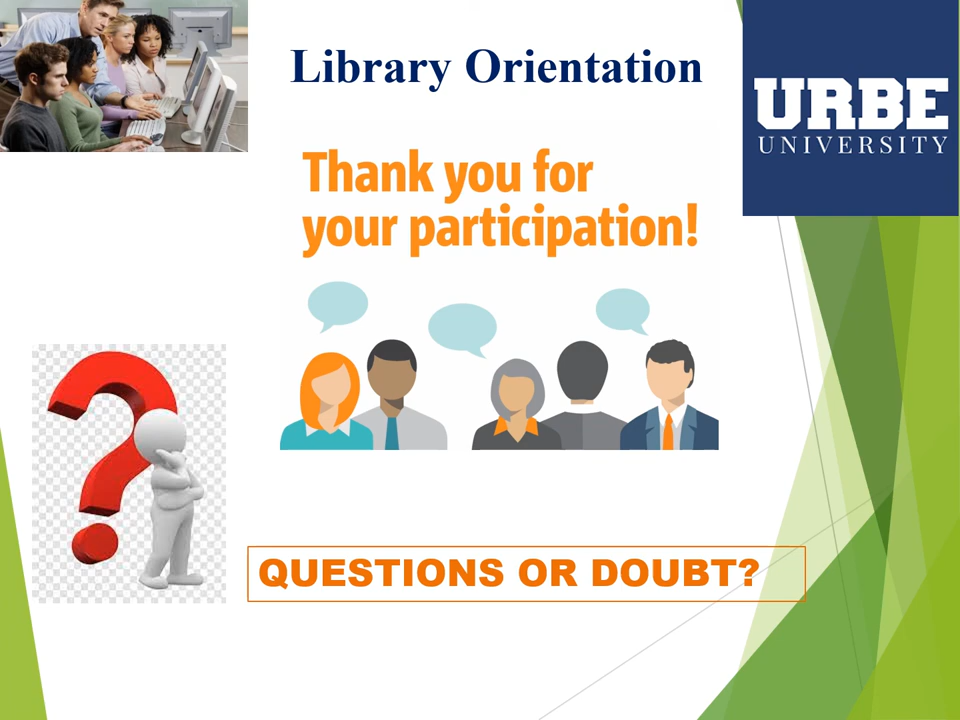 Library Orientation
URBE
UNIVERSITY
Thank you for
your participation!
QUESTIONS OR DOUBT?